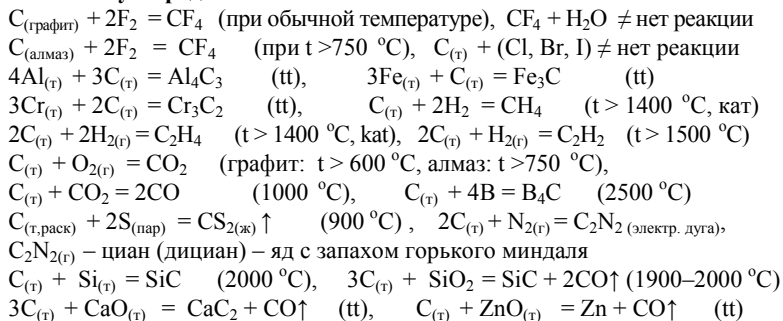 C(графит) + 2F2 = CF4 (при обычной температуре), CF4 + H2O ≠ нет реакции
C(алмаз) + 2F2 = CF4 (при t >750 °C), C(т) + (Cl, Br, I) ≠ нет реакции
4Al(т) + 3C(т) = Al4C3 (tt), 3Fe(т) + C(т) = Fe3C (tt)
3Cr(т) + 2C(т) = Cr3C2 (tt), C(т) + 2H2 = CH4 (t > 1400 °C, кат)
2C(т) + 2H2(г) = C2H4 (t > 1400 °C, kat), 2C(т) + H2(г) = C2H2 (t > 1500 °C)
C(т) + O2(г) = CO2 (графит: t > 600 °C, алмаз: t >750 °C),
C(т) + CO2 = 2CO (1000 °C), C(т) + 4B = B4C (2500 °C)
C(т,раск) + 2S(пар) = CS2(ж)↑ (900 °C) , 2C(т) + N2(г) = C2N2 (электр. дуга),
C2N2(г) – циан (дициан) – яд с запахом горького миндаля
C(т) + Si(т) = SiC (2000 °C), 3C(т) + SiO2 = SiC + 2CO↑ (1900–2000 °C)
3C(т) + CaO(т) = CaC2 + CO↑ (tt), C(т) + ZnO(т) = Zn + CO↑ (tt)